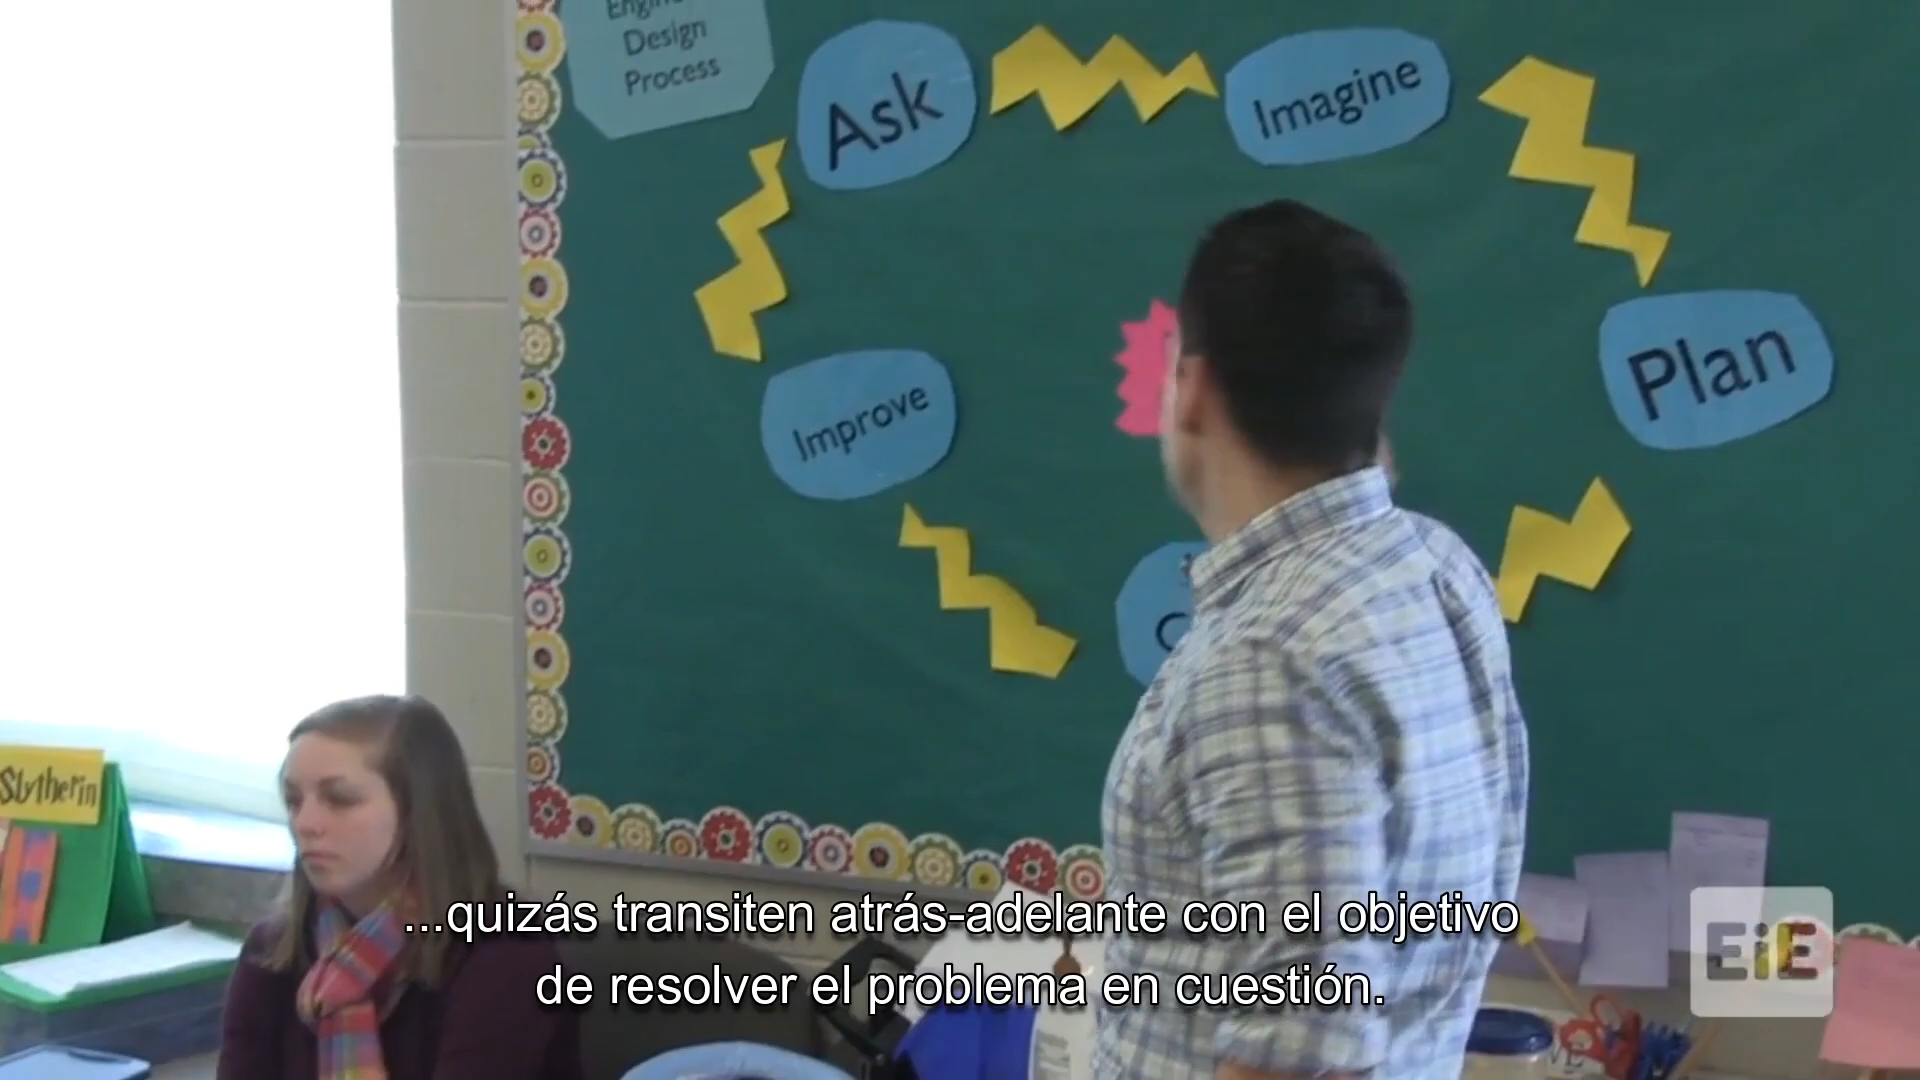 Design
Process
Ask
Imagine
Plan
Improve
C
Slytherin
...quizás transiten atrás-adelante con el objetivo
de resolver el problema en cuestión.
EiE